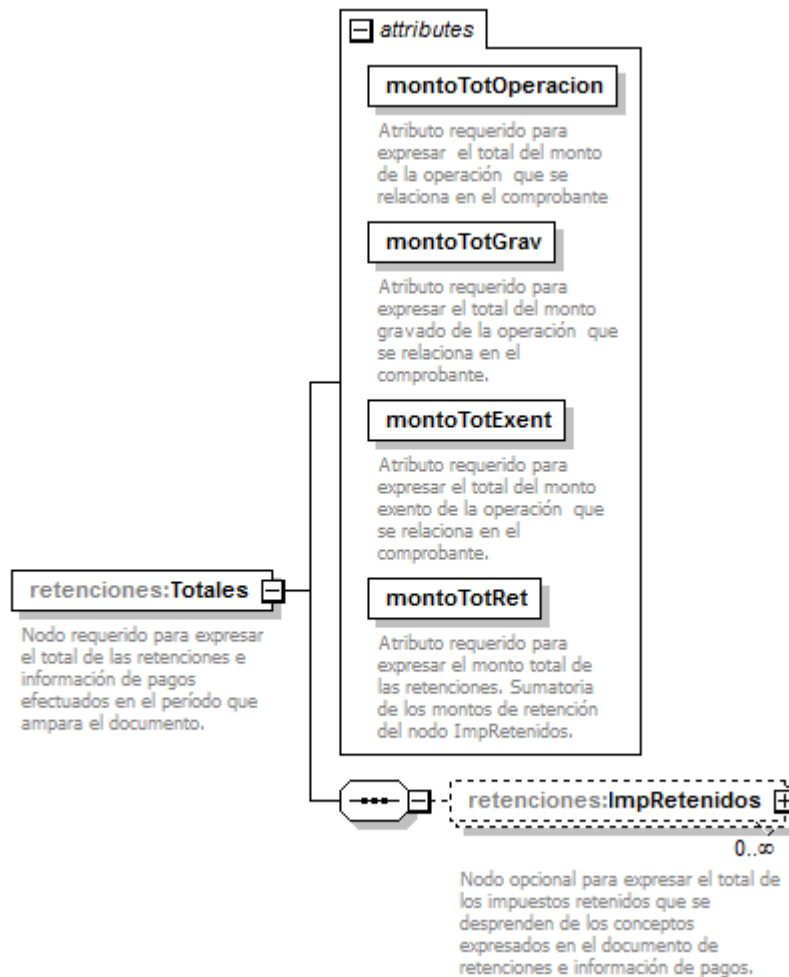 attributes
montoTotOperacion
Atributo requerido para
expresar el total del monto
de la operación que se
relaciona en el comprobante
montoTotGrav
Atributo requerido para
expresar el total del monto
gravado de la operación que
se relaciona en el
comprobante.
montoTotExent
Atributo requerido para
expresar el total del monto
exento de la operación que
se relaciona en el
comprobante.
montoTotRet
Atributo requerido para
expresar el monto total de
las retenciones. Sumatoria
de los montos de retención
del nodo ImpRetenidos.
retenciones:Totales
Nodo requerido para expresar
el total de las retenciones e
información de pagos
efectuados en el período que
ampara el documento.
retenciones:ImpRetenidos
0..∞
Nodo opcional para expresar el total de
los impuestos retenidos que se
desprenden de los conceptos
expresados en el documento de
retenciones e información de pagos.